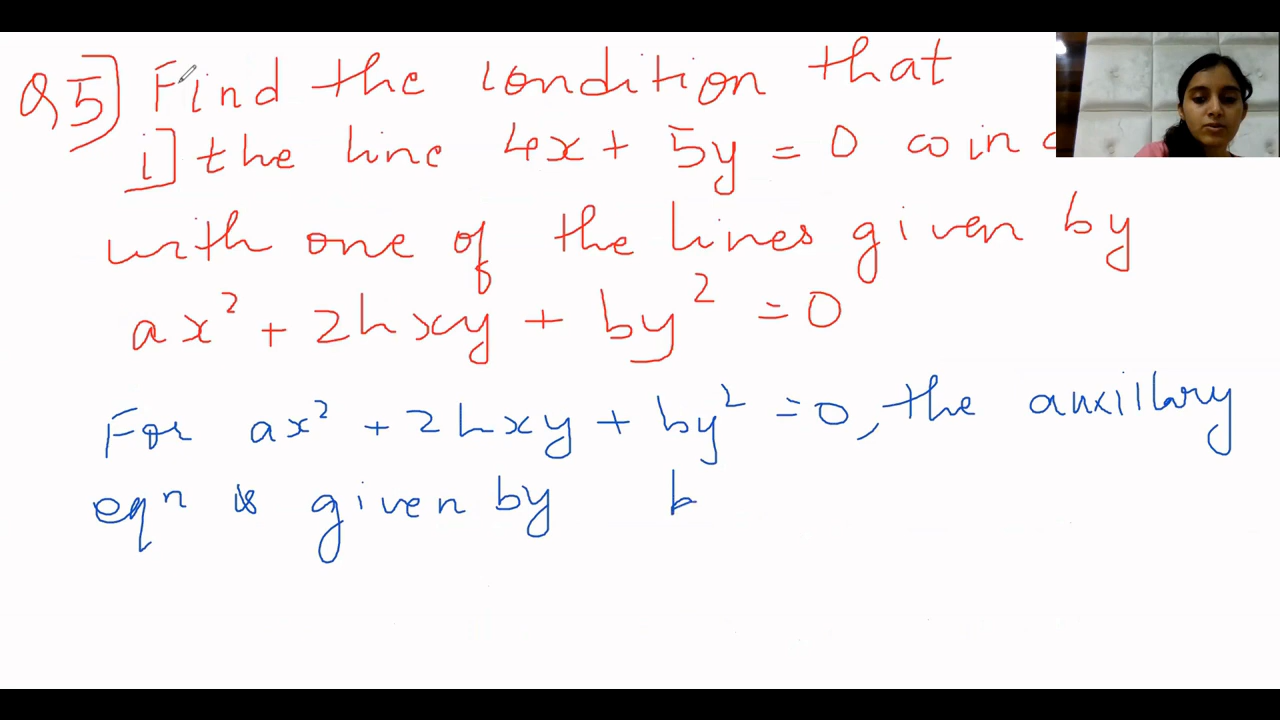 Q5] Find the condition that
i] the line 4x + 5y = 0
with one of the lines given by
ax² + 2hxy + by² = 0
For ax² + 2hxy + by² = 0, the auxillary
eqⁿ is given by b